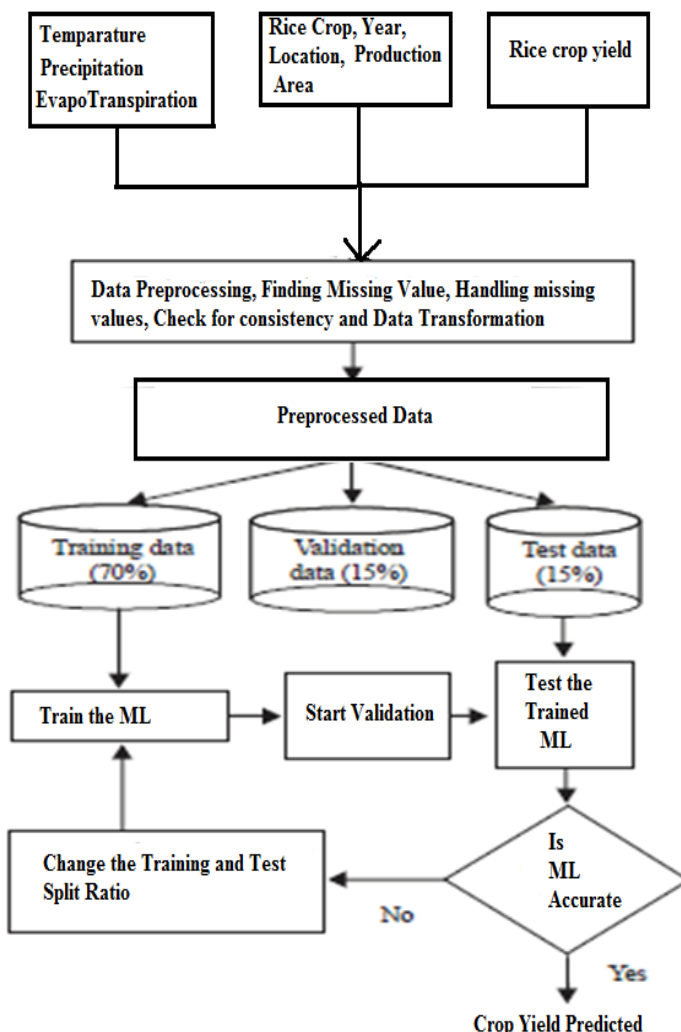 Temparature
Precipitation
EvapoTranspiration
Rice Crop, Year,
Location, Production
Area
Rice crop yield
Data Preprocessing, Finding Missing Value, Handling missing
values, Check for consistency and Data Transformation
Preprocessed Data
Training data
(70%)
Validation
data (15%)
Test data
(15%)
Train the ML
Start Validation
Test the
Trained
ML
Change the Training and Test
Split Ratio
Is
ML
Accurate
No
Yes
Crop Yield Predicted